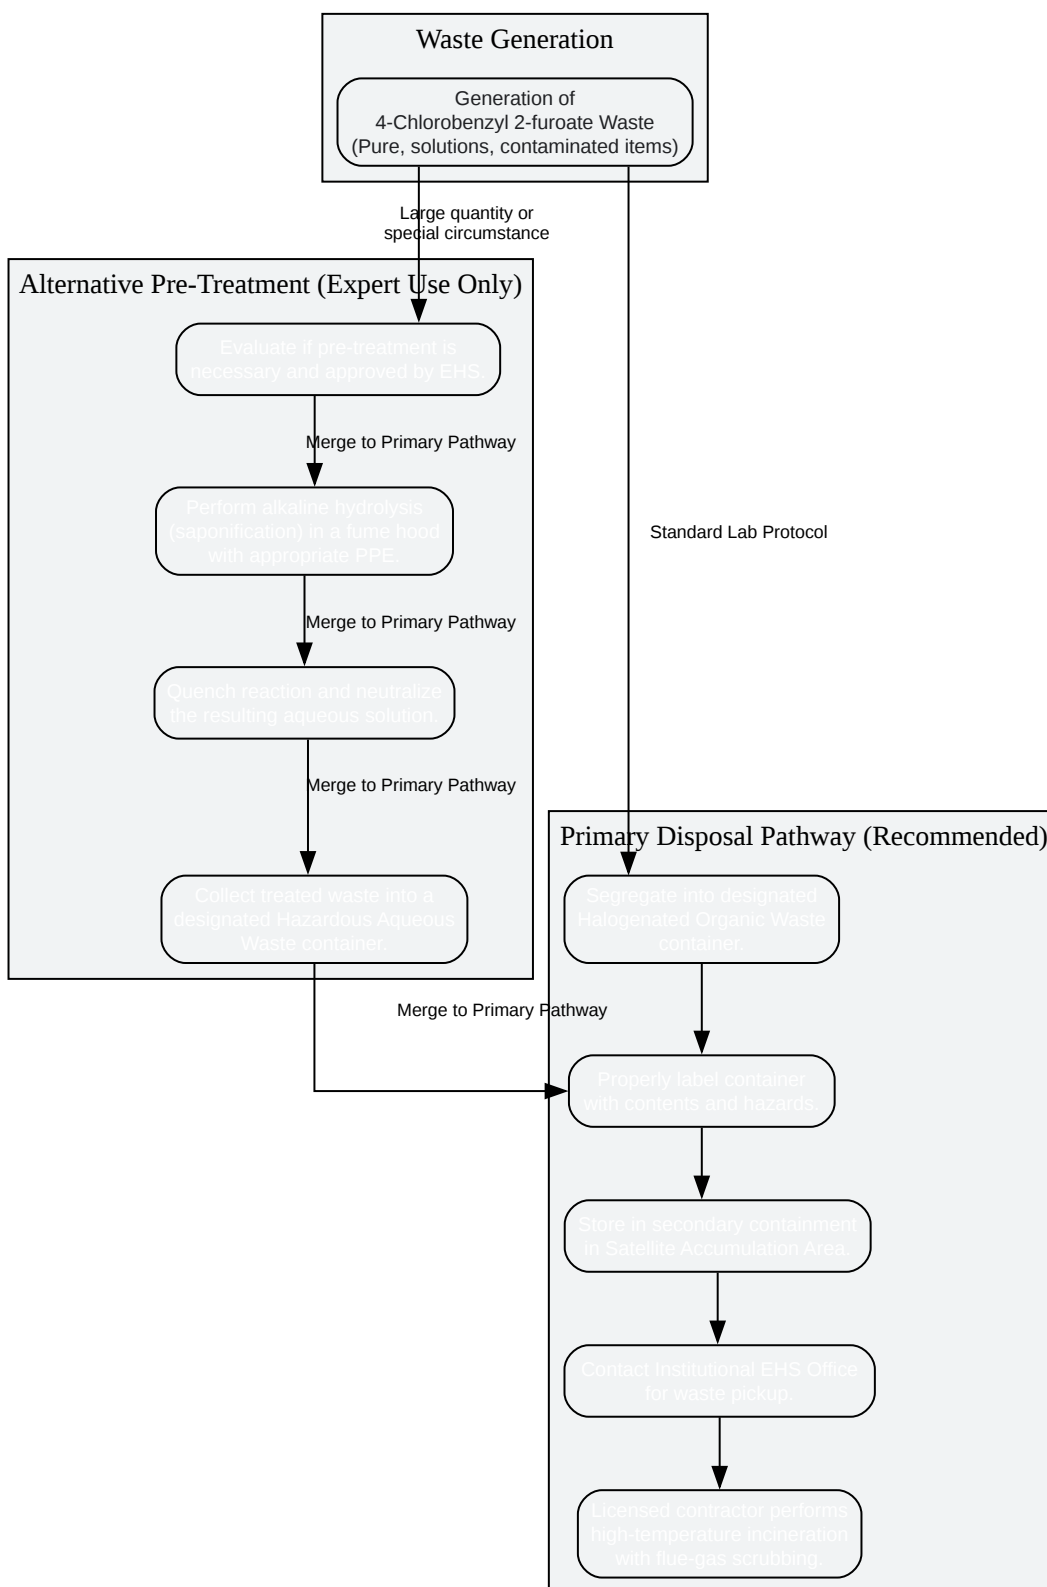 Waste Generation
Generation of
4-Chlorobenzyl 2-furoate Waste
(Pure, solutions, contaminated items)
Large quantity or
special circumstance
Alternative Pre-Treatment (Expert Use Only)
Evaluate if pre-treatment is
necessary and approved by EHS.
Merge to Primary Pathway
Perform alkaline hydrolysis
(saponification) in a fume hood
with appropriate PPE.
Standard Lab Protocol
Merge to Primary Pathway
Quench reaction and neutralize
the resulting aqueous solution.
Merge to Primary Pathway
Collect treated waste into a
designated Hazardous Aqueous
Waste container.
Primary Disposal Pathway (Recommended)
Segregate into designated
Halogenated Organic Waste
container.
Merge to Primary Pathway
Properly label container
with contents and hazards.
Store in secondary containment
in Satellite Accumulation Area.
Contact Institutional EHS Office
for waste pickup.
Licensed contractor performs
high-temperature incineration
with flue-gas scrubbing.